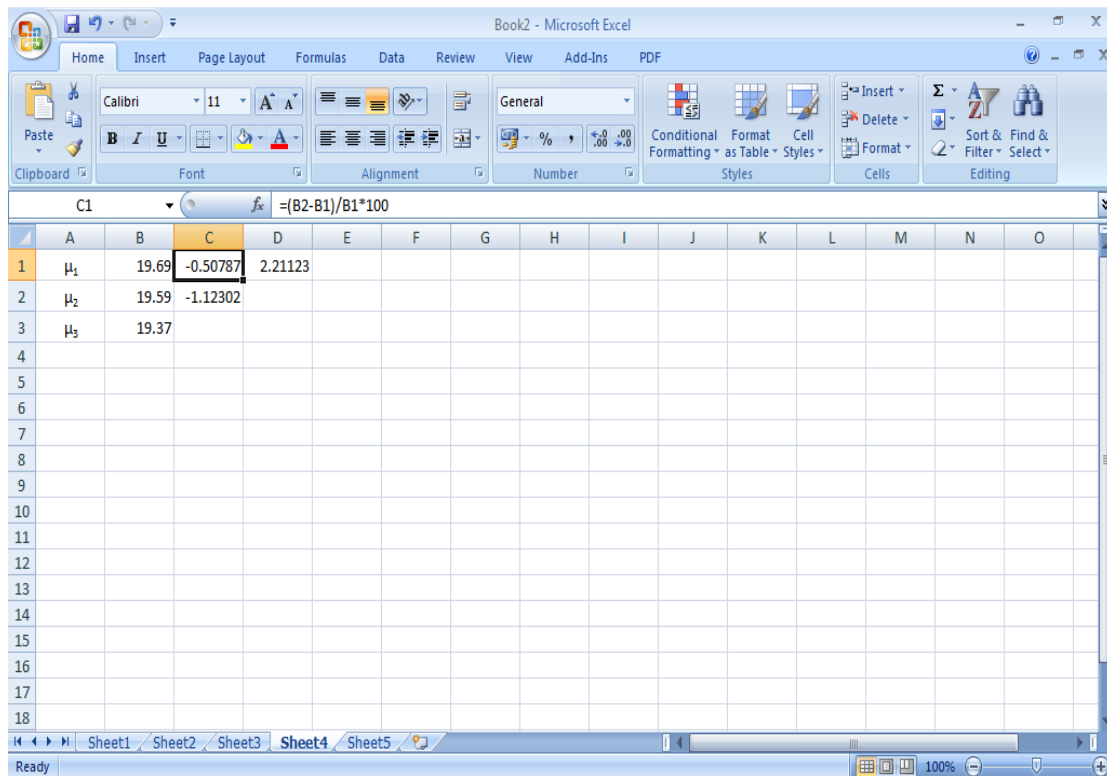 Book2 - Microsoft Excel
Home Insert Page Layout Formulas Data Review View Add-Ins PDF
Paste
Clipboard
Calibri 11 A A
B I U A
Font
Alignment
General
% , .0 .00 .00 .0
Number
Conditional Formatting
Format as Table
Cell Styles
Styles
Insert
Delete
Format
Cells
Σ
Sort & Filter
Find & Select
Editing
C1 fx =(B2-B1)/B1*100
A B C D E F G H I J K L M N O
1 μ₁ 19.69 -0.50787 2.21123
2 μ₂ 19.59 -1.12302
3 μ₃ 19.37
4
5
6
7
8
9
10
11
12
13
14
15
16
17
18
Sheet1 Sheet2 Sheet3 Sheet4 Sheet5
Ready 100%